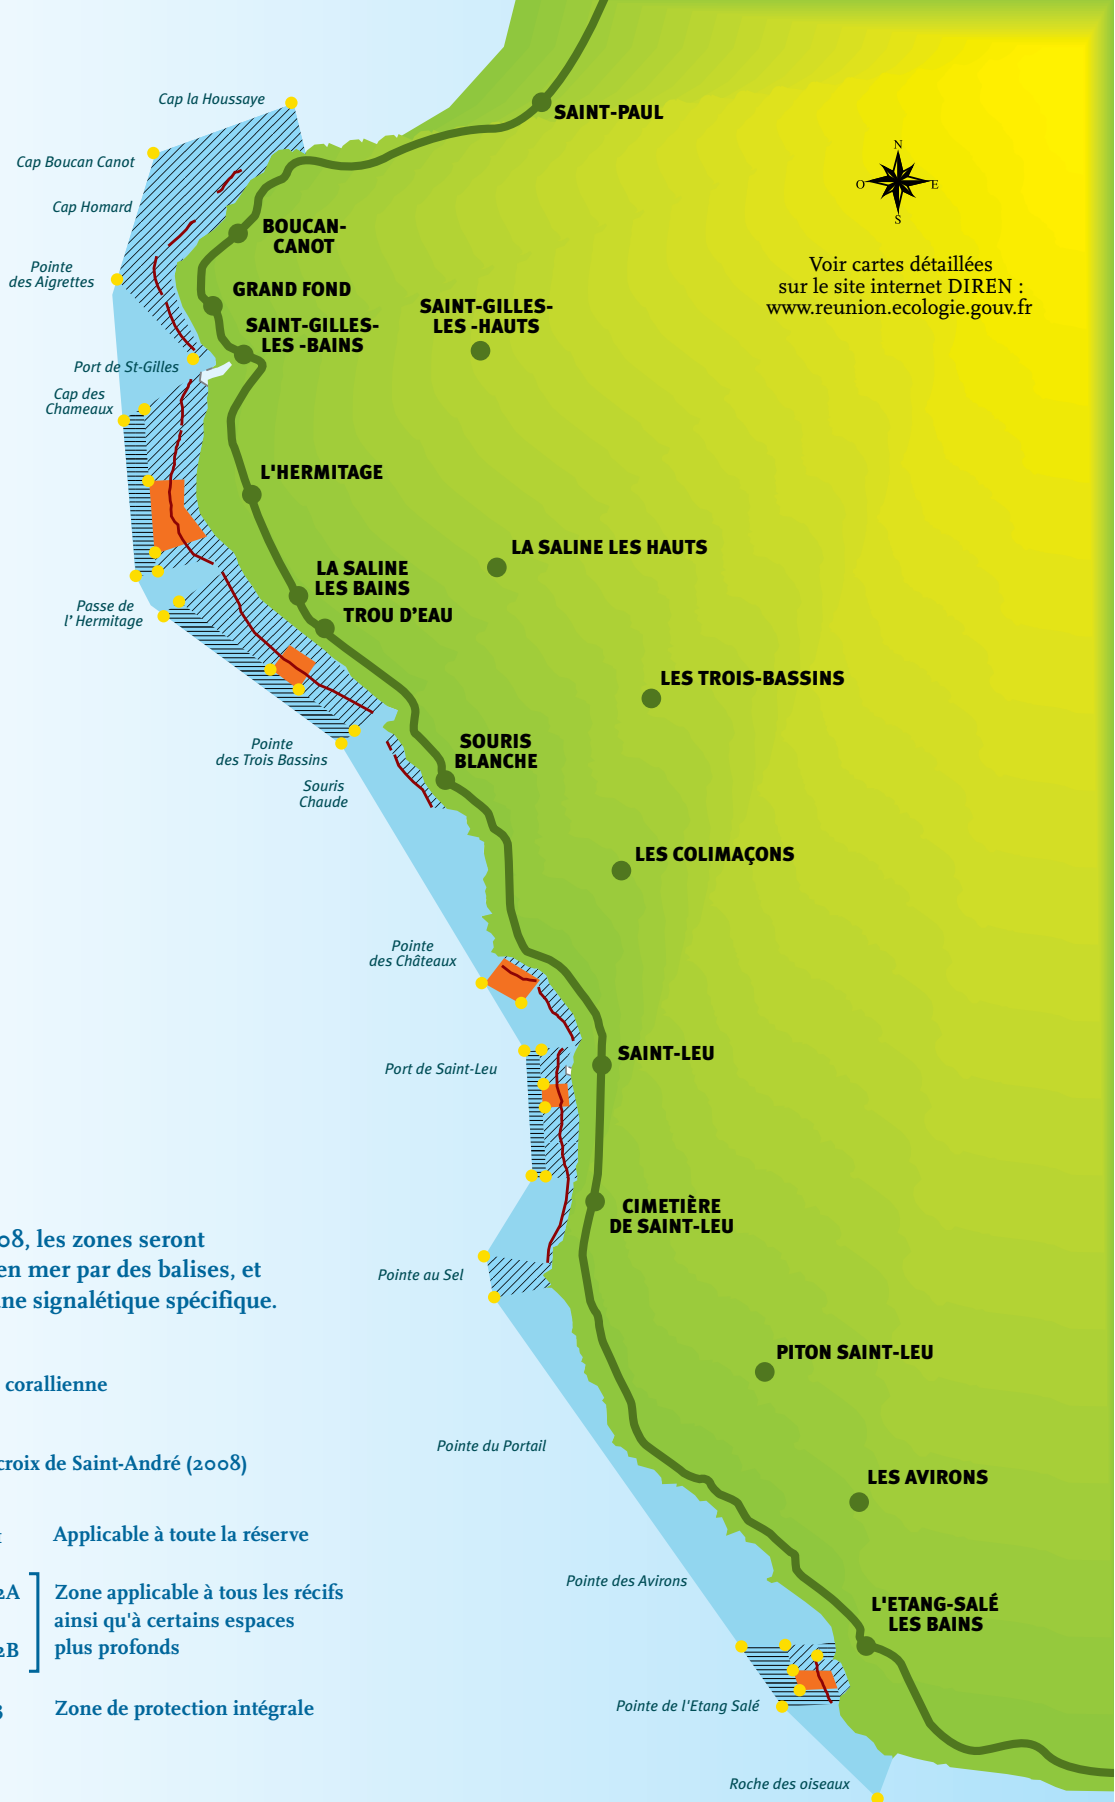 Cap la Houssaye
SAINT-PAUL
N
O
E
S
Cap Boucan Canot
Cap Homard
BOUCAN-
CANOT
Pointe
des Aigrettes
Voir cartes détaillées
sur le site internet DIREN :
www.reunion.ecologie.gouv.fr
GRAND FOND
SAINT-GILLES-
LES -HAUTS
SAINT-GILLES-
LES -BAINS
Port de St-Gilles
Cap des
Chameaux
L'HERMITAGE
LA SALINE LES HAUTS
LA SALINE
LES BAINS
TROU D'EAU
Passe de
l' Hermitage
LES TROIS-BASSINS
Pointe
des Trois Bassins
SOURIS
BLANCHE
Souris
Chaude
LES COLIMAÇONS
Pointe
des Châteaux
SAINT-LEU
Port de Saint-Leu
CIMETIÈRE
DE SAINT-LEU
08, les zones seront
en mer par des balises, et
ne signalétique spécifique.
Pointe au Sel
PITON SAINT-LEU
corallienne
Pointe du Portail
croix de Saint-André (2008)
LES AVIRONS
Applicable à toute la réserve
Pointe des Avirons
2A
Zone applicable à tous les récifs
ainsi qu'à certains espaces
plus profonds
2B
L'ETANG-SALÉ
LES BAINS
Pointe de l'Etang Salé
3
Zone de protection intégrale
Roche des oiseaux